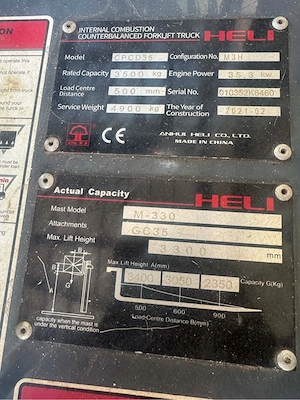 INTERNAL COMBUSTION
COUNTERBALANCED FORKLIFT TRUCK HELI
Model CPCD35 Configuration No. M3H
Rated Capacity 3500 kg Engine Power 35.3 kw
Load Centre Distance 500 mm Serial No. 010352K8460
Service Weight 4900 kg The Year of Construction 2021-02
CE
ANHUI HELI CO., LTD.
MADE IN CHINA
Actual Capacity HELI
Mast Model M-330
Attachments GC35
Max. Lift Height 3300 mm
Max. Lift Height A(mm)
3400 3050 2350 Capacity Q(Kg)
500 600 900
Load-Centre Distance B(mm)
capacity when the mast is
under the vertical condition